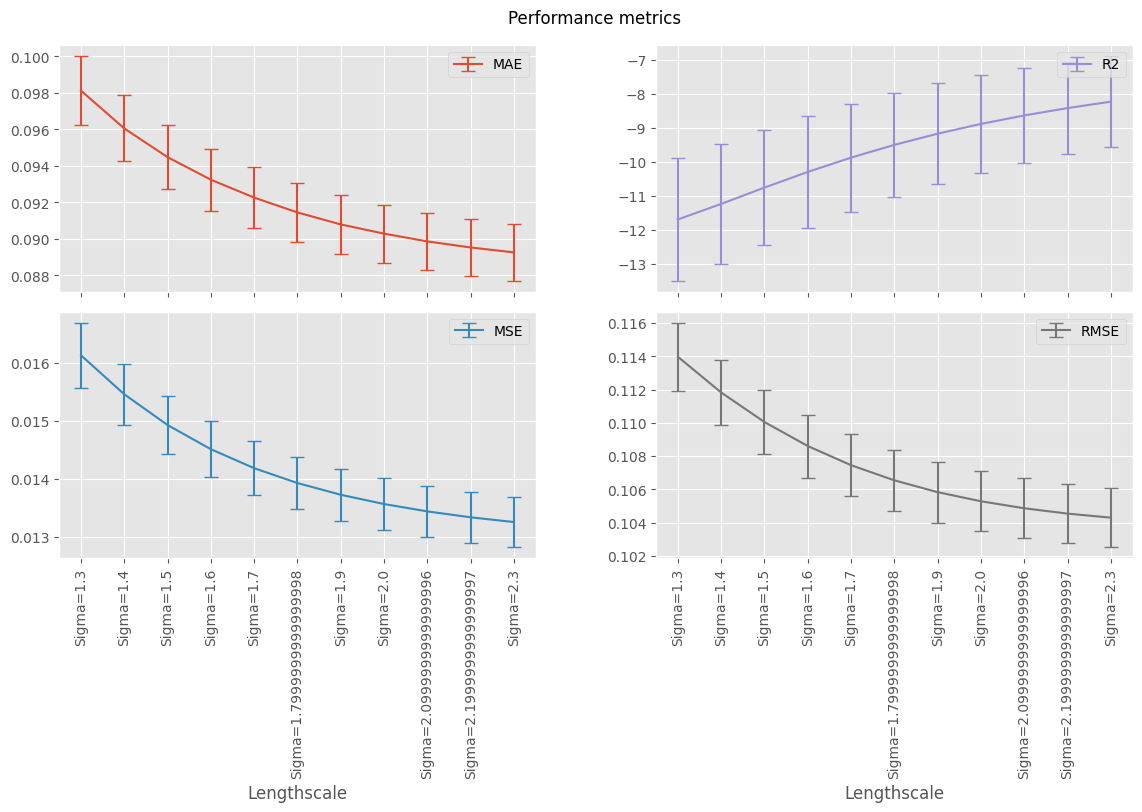 Performance metrics
MAE
0.100
0.098
0.096
0.094
0.092
0.090
0.088
R2
−7
−8
−9
−10
−11
−12
−13
MSE
0.016
0.015
0.014
0.013
Sigma=1.3
Sigma=1.4
Sigma=1.5
Sigma=1.6
Sigma=1.7
Sigma=1.7999999999999998
Sigma=1.9
Sigma=2.0
Sigma=2.0999999999999996
Sigma=2.1999999999999997
Sigma=2.3
Lengthscale
RMSE
0.116
0.114
0.112
0.110
0.108
0.106
0.104
0.102
Sigma=1.3
Sigma=1.4
Sigma=1.5
Sigma=1.6
Sigma=1.7
Sigma=1.7999999999999998
Sigma=1.9
Sigma=2.0
Sigma=2.0999999999999996
Sigma=2.1999999999999997
Sigma=2.3
Lengthscale